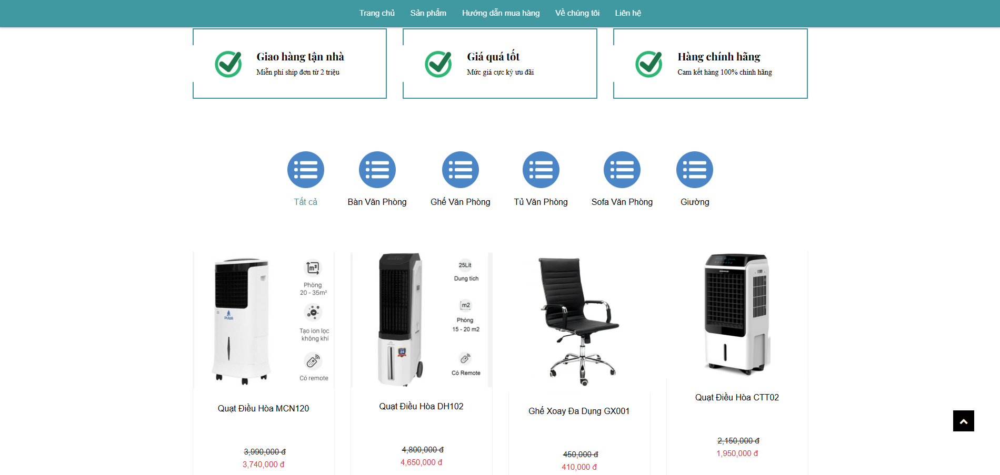 Trang chủ Sản phẩm Hướng dẫn mua hàng Về chúng tôi Liên hệ
Giao hàng tận nhà
Miễn phí ship đơn từ 2 triệu
Giá quá tốt
Mức giá cực kỳ ưu đãi
Hàng chính hãng
Cam kết hàng 100% chính hãng
Tất cả Bàn Văn Phòng Ghế Văn Phòng Tủ Văn Phòng Sofa Văn Phòng Giường
m²
Phòng
20 - 35m²
Tạo ion lọc
không khí
Có remote
PUWA
Quạt Điều Hòa MCN120
3,990,000 đ
3,740,000 đ
25Lít
Dung tích
m2
Phòng
15 - 20 m2
Có Remote
24
Quạt Điều Hòa DH102
4,800,000 đ
4,650,000 đ
Ghế Xoay Đa Dụng GX001
450,000 đ
410,000 đ
SUNHOUSE
Quạt Điều Hòa CTT02
2,150,000 đ
1,950,000 đ